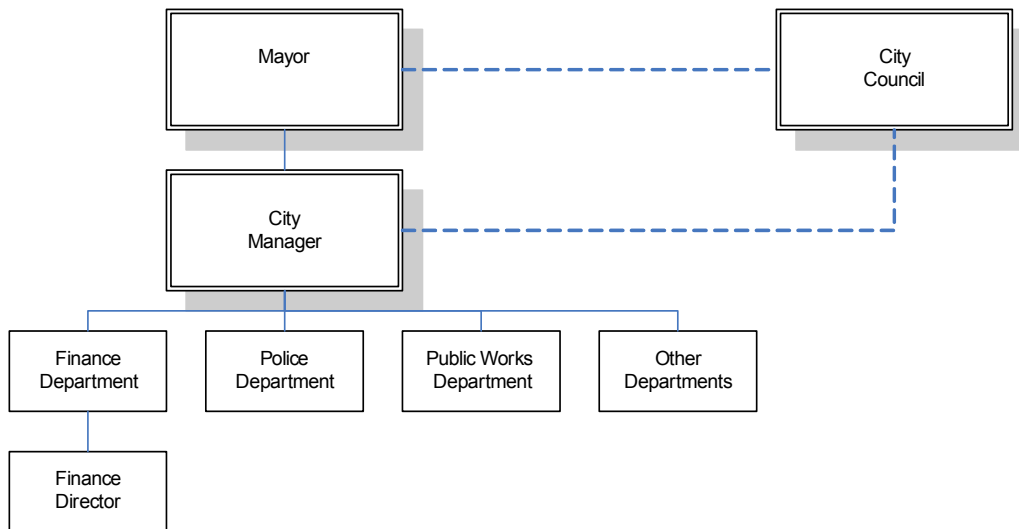 Mayor
City
Council
City
Manager
Finance
Department
Police
Department
Public Works
Department
Other
Departments
Finance
Director